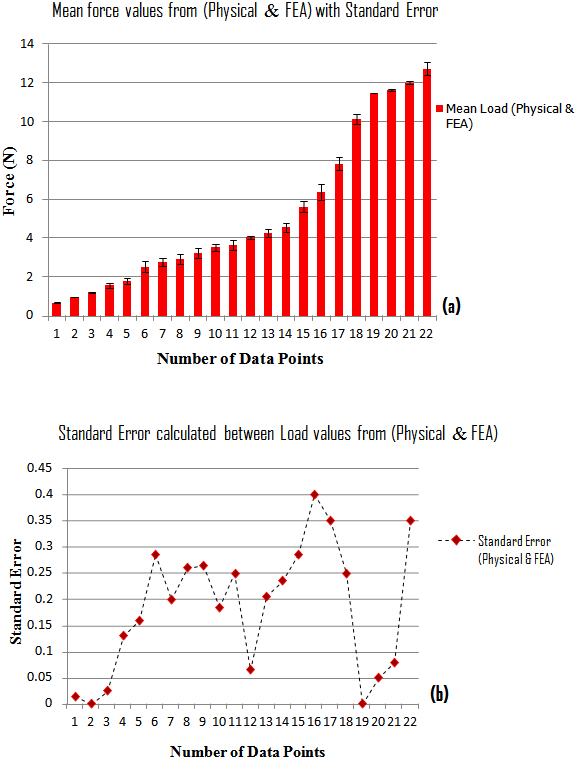 Mean force values from (Physical & FEA) with Standard Error
14
12
10
8
6
4
2
0
Force (N)
1 2 3 4 5 6 7 8 9 10 11 12 13 14 15 16 17 18 19 20 21 22
Number of Data Points
Mean Load (Physical &
FEA)
(a)
Standard Error calculated between Load values from (Physical & FEA)
0.45
0.4
0.35
0.3
0.25
0.2
0.15
0.1
0.05
0
Standard Error
1 2 3 4 5 6 7 8 9 10 11 12 13 14 15 16 17 18 19 20 21 22
Number of Data Points
Standard Error
(Physical & FEA)
(b)